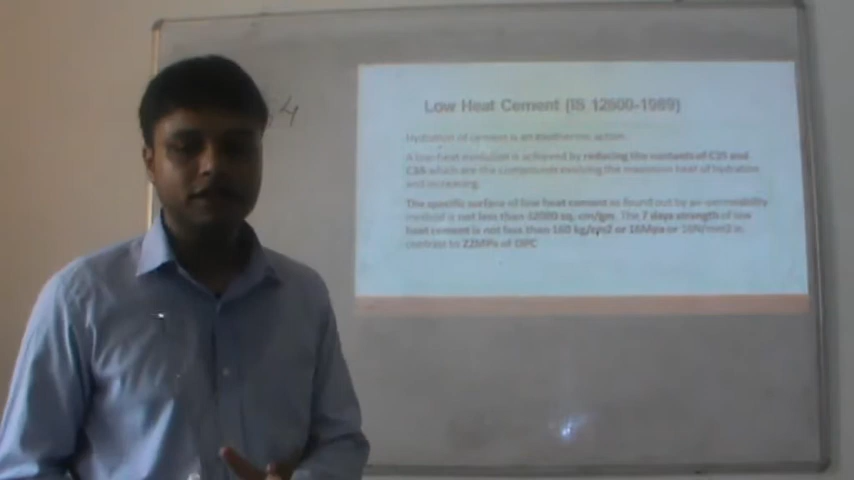 4
Low Heat Cement (IS 12600-1989)
Hydration of cement is an exothermic action.
A low heat evolution is achieved by reducing the contents of C3S and
C3A which are the compounds evolving the maximum heat of hydration
and increasing
The specific surface of low heat cement as found out by air-permeability
method is not less than sq. cm/gm. The 7 days strength of low
heat cement is not less than 160 kg/cm2 or 16Mpa or 16N/mm2 in
contrast to 22MPa of OPC